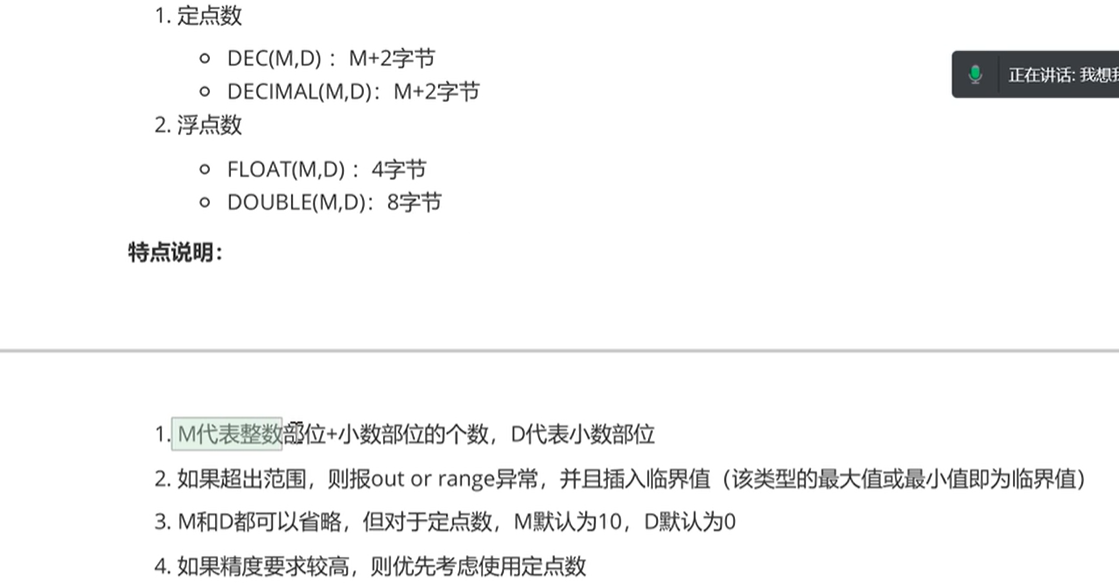 1. 定点数
DEC(M,D)： M+2字节
正在讲话: 我想
DECIMAL(M,D)：M+2字节
2. 浮点数
FLOAT(M,D)： 4字节
DOUBLE(M,D)：8字节
特点说明：
1. M代表整数部位+小数部位的个数，D代表小数部位
2. 如果超出范围，则报out or range异常，并且插入临界值（该类型的最大值或最小值即为临界值）
3. M和D都可以省略，但对于定点数，M默认为10，D默认为0
4. 如果精度要求较高，则优先考虑使用定点数